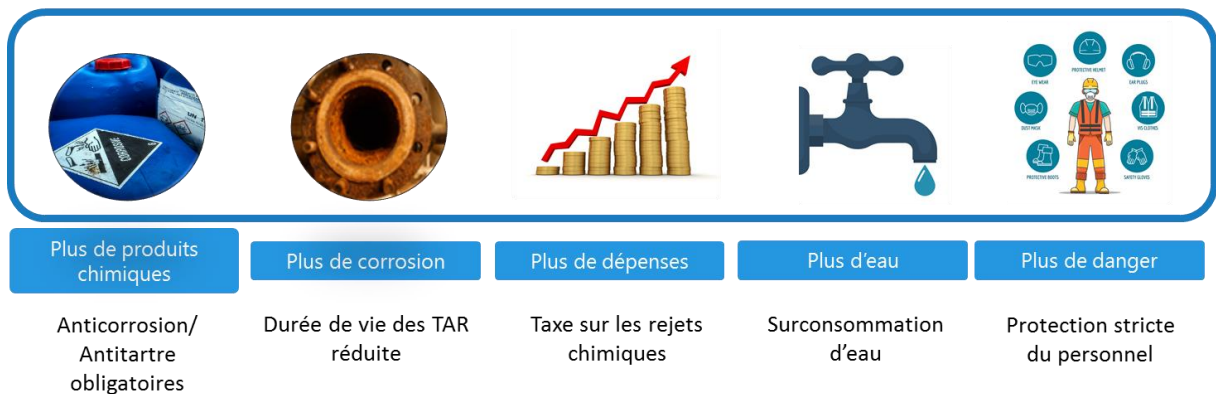 CORROSIVE
EYE WEAR
PROTECTIVE HELMET
EAR PLUGS
DUST MASK
VIS CLOTHES
PROTECTIVE BOOTS
SAFETY GLOVES
Plus de produits
chimiques
Plus de corrosion
Plus de dépenses
Plus d’eau
Plus de danger
Anticorrosion/
Antitartre
obligatoires
Durée de vie des TAR
réduite
Taxe sur les rejets
chimiques
Surconsommation
d’eau
Protection stricte
du personnel